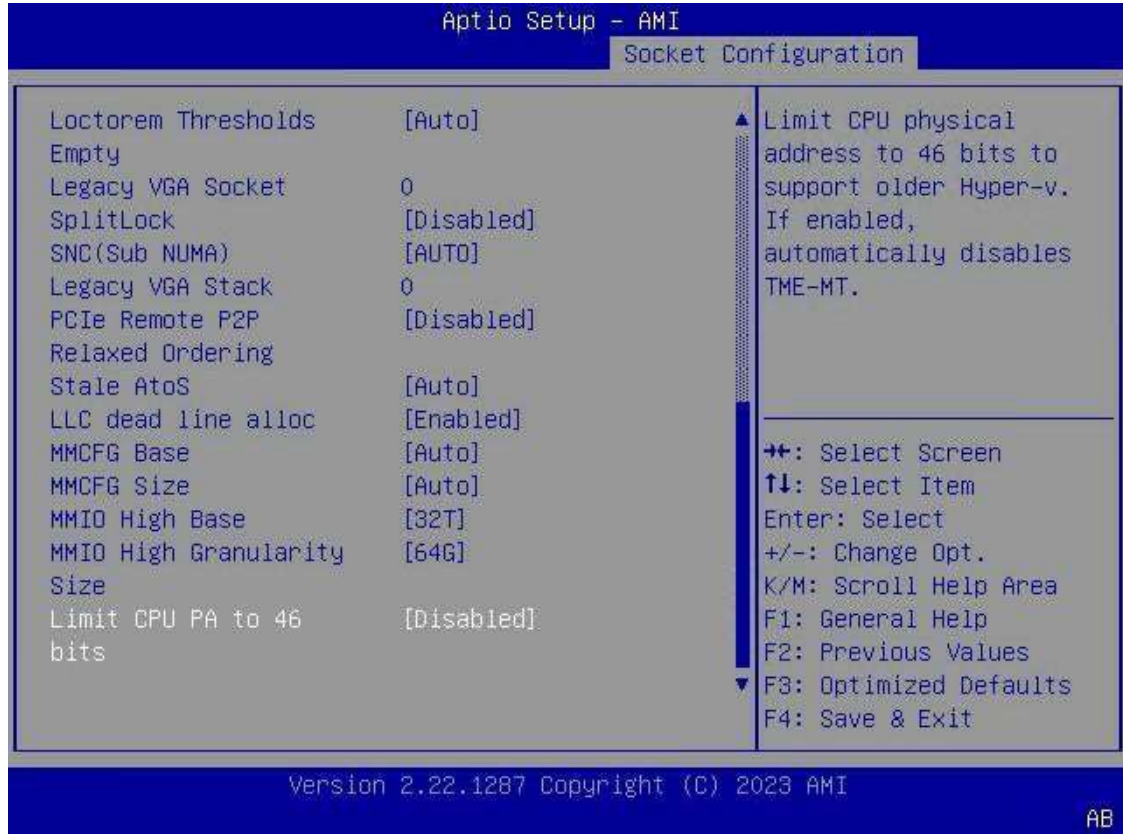 Aptio Setup – AMI
Socket Configuration
Loctorem Thresholds [Auto]
Empty
Legacy VGA Socket 0
SplitLock [Disabled]
SNC(Sub NUMA) [AUTO]
Legacy VGA Stack 0
PCIe Remote P2P [Disabled]
Relaxed Ordering
Stale AtoS [Auto]
LLC dead line alloc [Enabled]
MMCFG Base [Auto]
MMCFG Size [Auto]
MMIO High Base [32T]
MMIO High Granularity [64G]
Size
Limit CPU PA to 46 [Disabled]
bits
Limit CPU physical
address to 46 bits to
support older Hyper-v.
If enabled,
automatically disables
TME-MT.
→←: Select Screen
↑↓: Select Item
Enter: Select
+/-: Change Opt.
K/M: Scroll Help Area
F1: General Help
F2: Previous Values
F3: Optimized Defaults
F4: Save & Exit
Version 2.22.1287 Copyright (C) 2023 AMI
AB